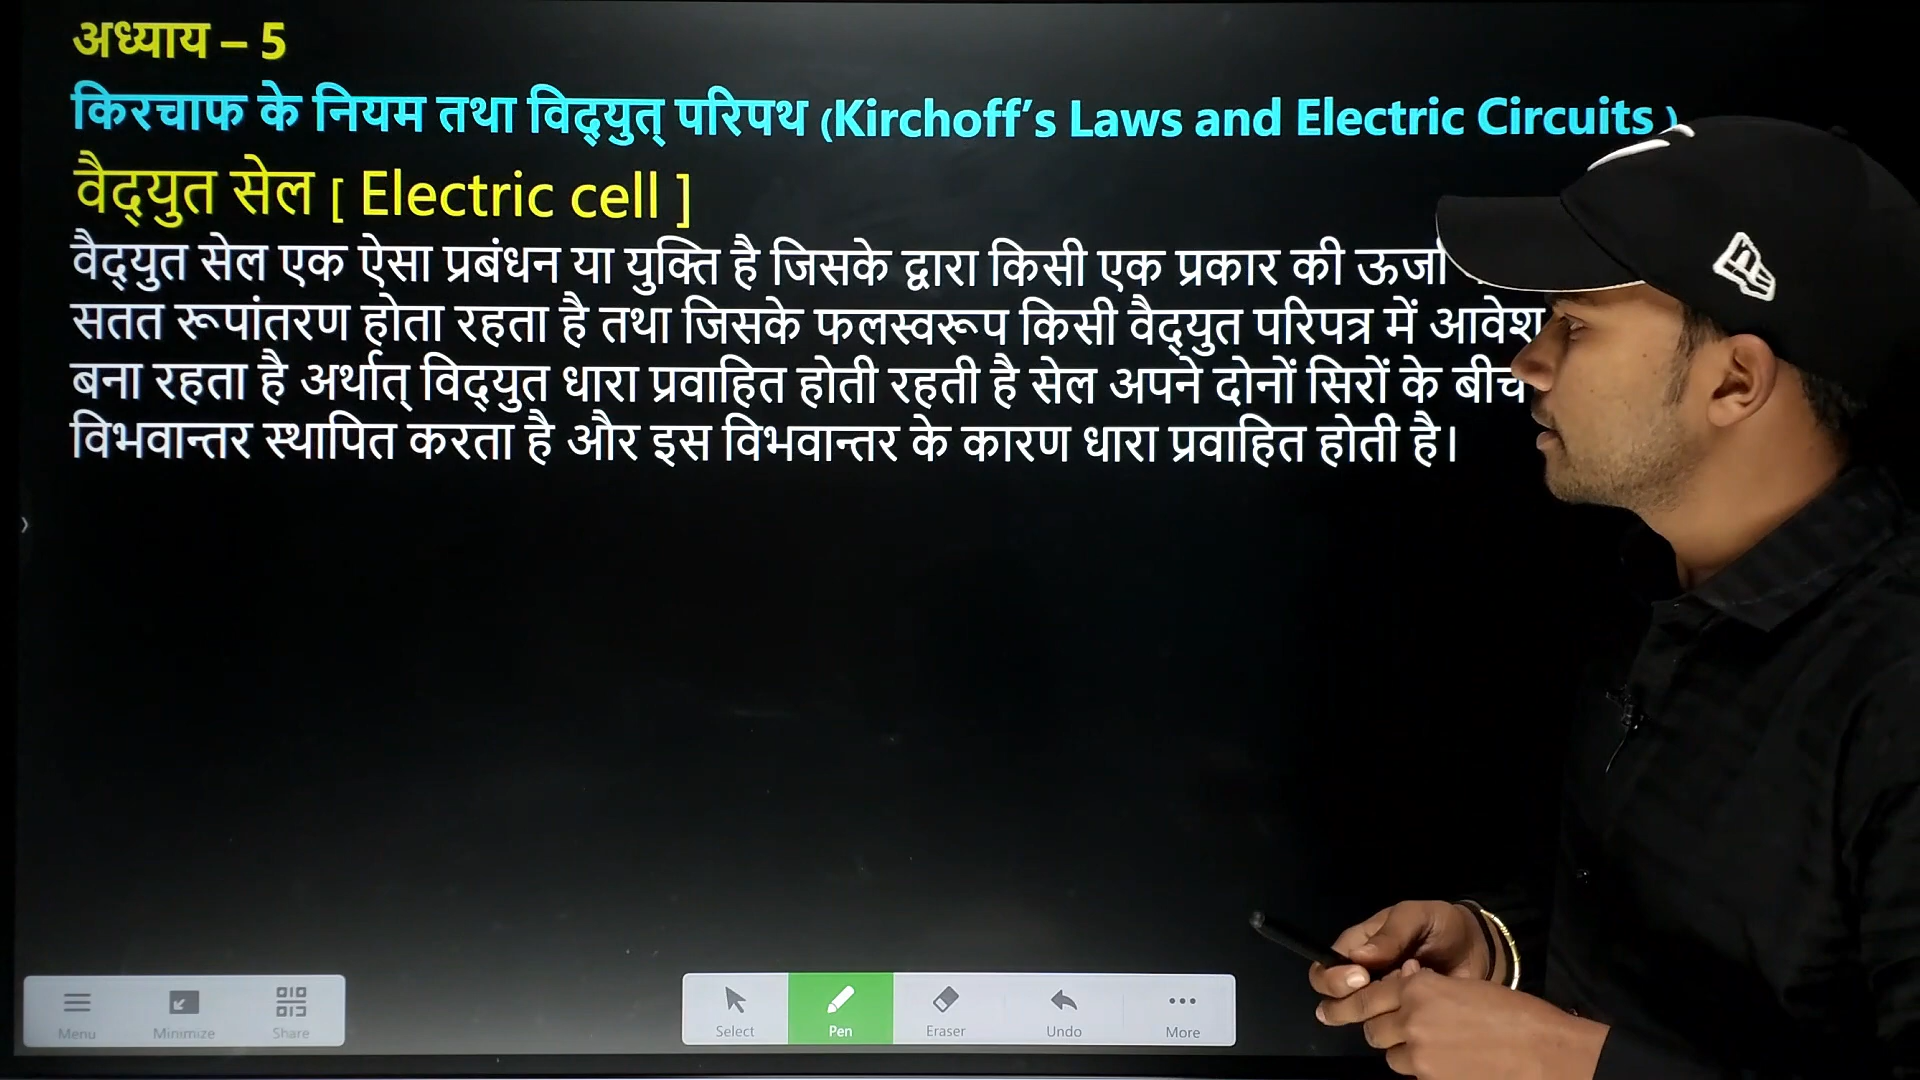 अध्याय – 5
किरचाफ के नियम तथा विद्युत् परिपथ (Kirchoff’s Laws and Electric Circuits )
वैद्युत सेल [ Electric cell ]
वैद्युत सेल एक ऐसा प्रबंधन या युक्ति है जिसके द्वारा किसी एक प्रकार की ऊर्जा
सतत रूपांतरण होता रहता है तथा जिसके फलस्वरूप किसी वैद्युत परिपत्र में आवेश
बना रहता है अर्थात् विद्युत धारा प्रवाहित होती रहती है सेल अपने दोनों सिरों के बीच
विभवान्तर स्थापित करता है और इस विभवान्तर के कारण धारा प्रवाहित होती है।
Menu Minimize Share Select Pen Eraser Undo More